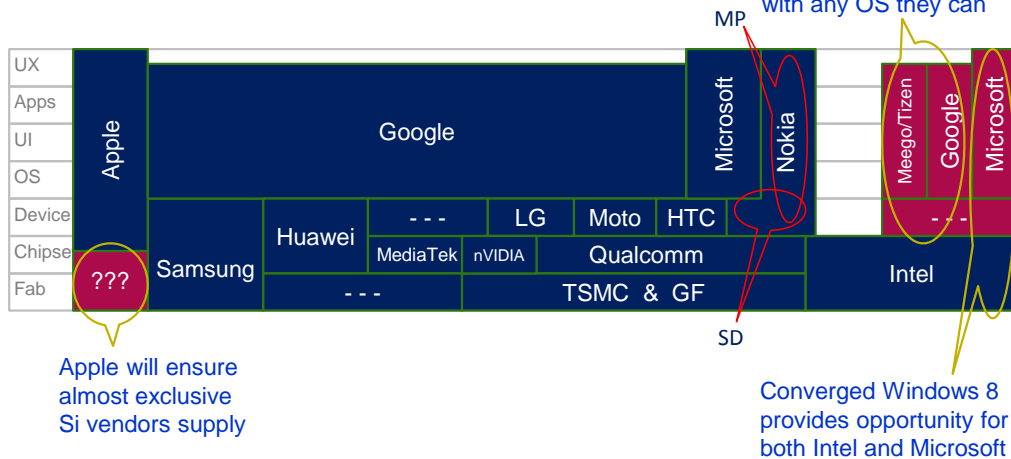 with any OS they can
MP
UX
Apps
UI
OS
Device
Chipse
Fab
Apple
???
Google
Microsoft
Nokia
Meego/Tizen
Google
Microsoft
Samsung
Huawei
- - -
LG
Moto
HTC
- - -
MediaTek
nVIDIA
Qualcomm
Intel
- - -
TSMC & GF
SD
Apple will ensure
almost exclusive
Si vendors supply
Converged Windows 8
provides opportunity for
both Intel and Microsoft